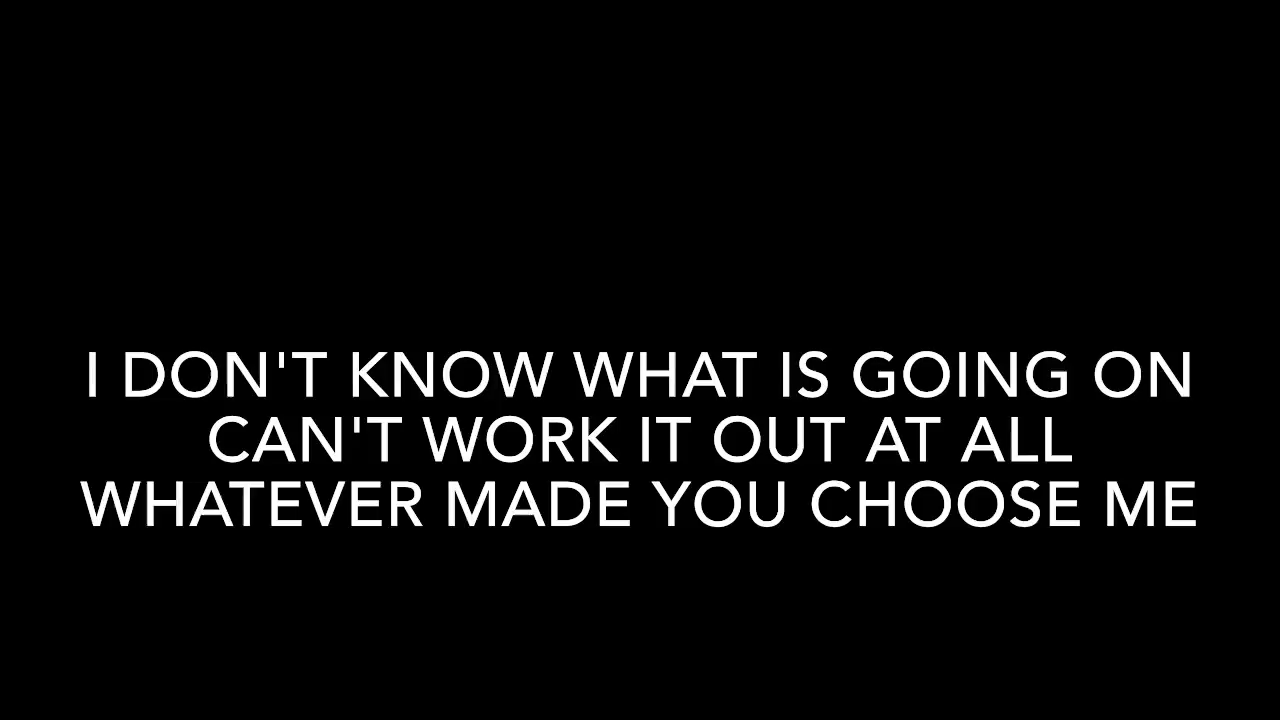 I DON'T KNOW WHAT IS GOING ON
CAN'T WORK IT OUT AT ALL
WHATEVER MADE YOU CHOOSE ME